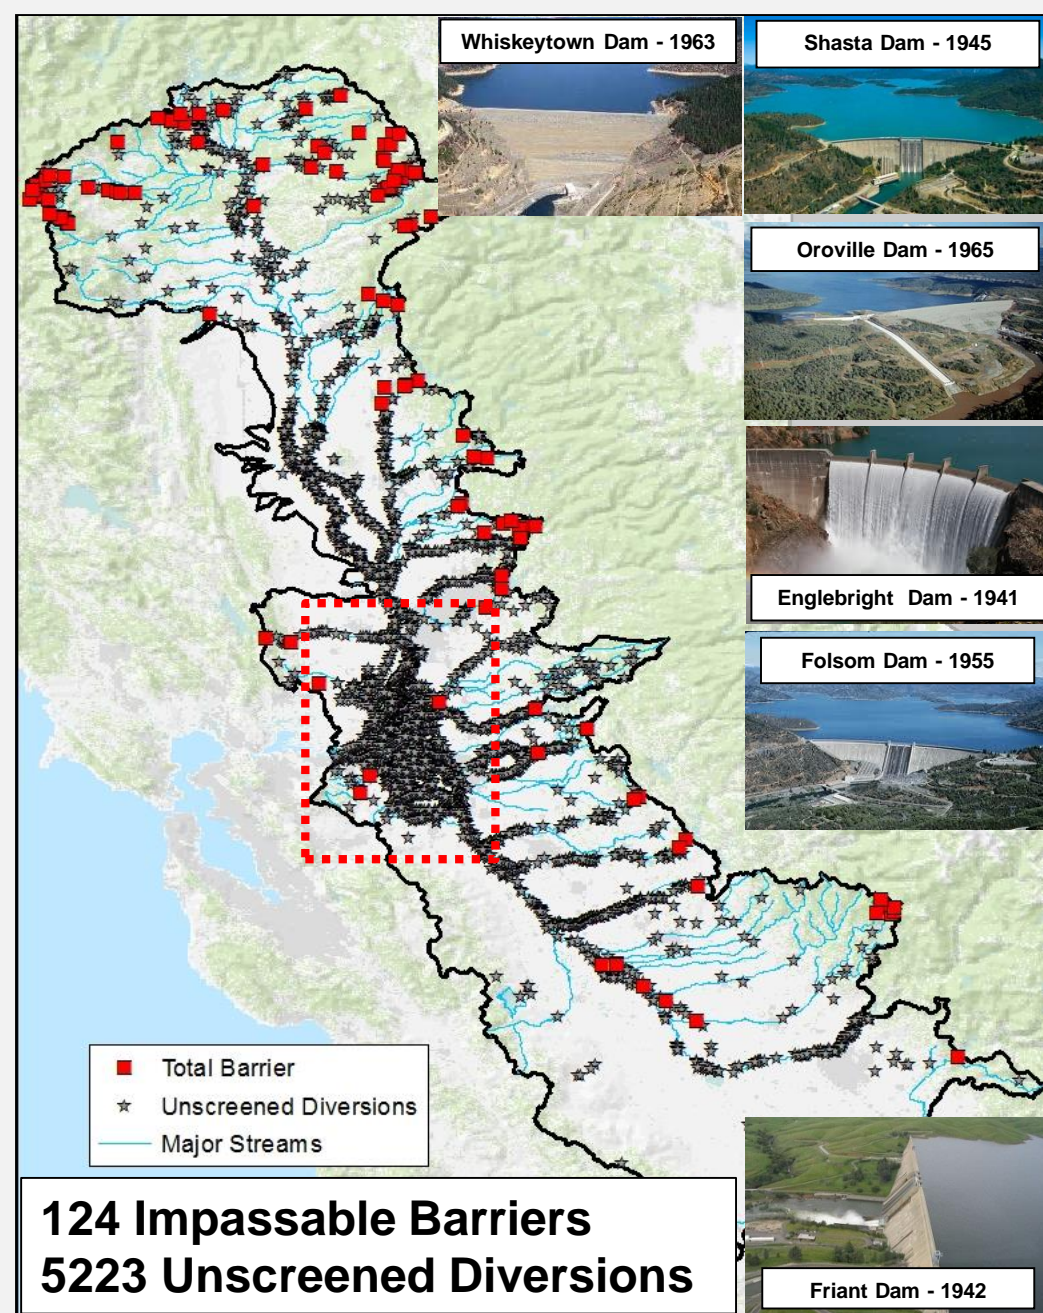 Whiskeytown Dam - 1963
Shasta Dam - 1945
Oroville Dam - 1965
Englebright Dam - 1941
Folsom Dam - 1955
Total Barrier
Unscreened Diversions
Major Streams
124 Impassable Barriers
5223 Unscreened Diversions
Friant Dam - 1942